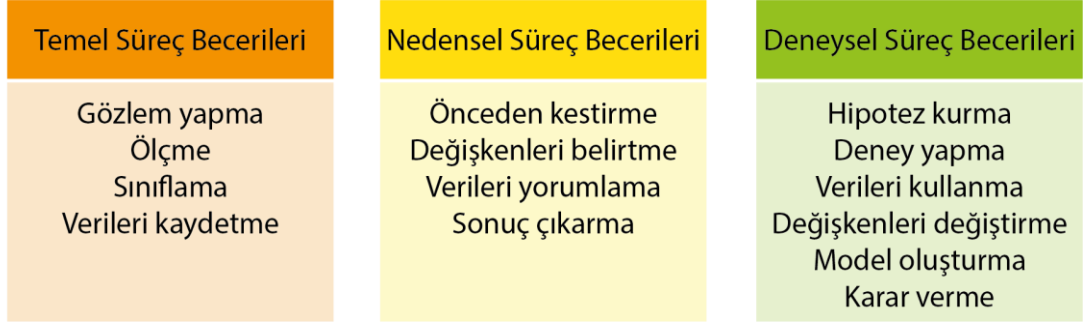 Temel Süreç Becerileri
Gözlem yapma
Ölçme
Sınıflama
Verileri kaydetme
Nedensel Süreç Becerileri
Önceden kestirme
Değişkenleri belirtme
Verileri yorumlama
Sonuç çıkarma
Deneysel Süreç Becerileri
Hipotez kurma
Deney yapma
Verileri kullanma
Değişkenleri değiştirme
Model oluşturma
Karar verme